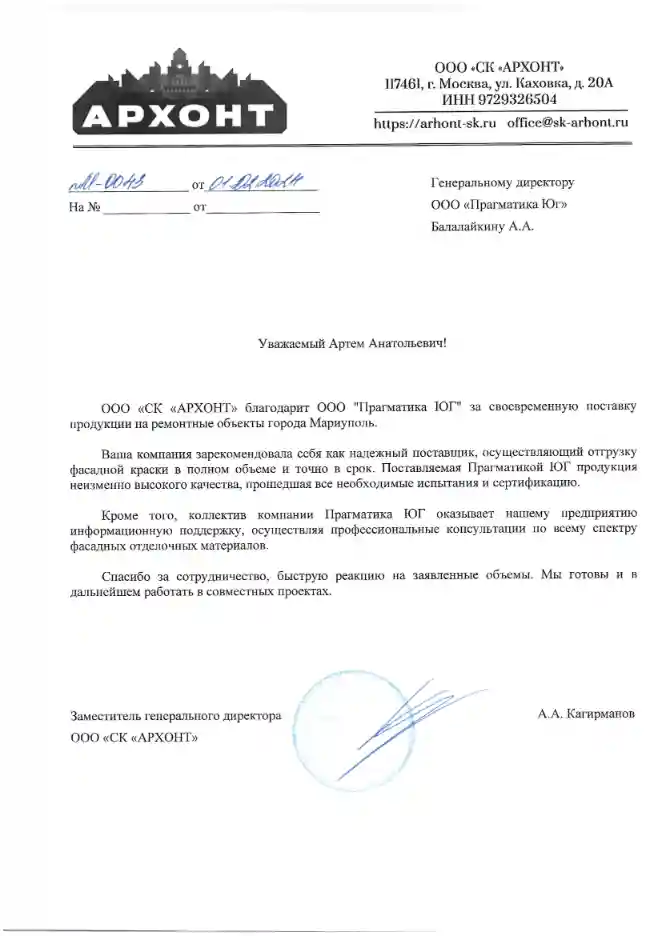 АРХОНТ
ООО «СК «АРХОНТ»
117461, г. Москва, ул. Каховка, д. 20А
ИНН 9729326504
https://arhont-sk.ru office@sk-arhont.ru
от
На № от
Генеральному директору
ООО «Прагматика Юг»
Балалайкину А.А.
Уважаемый Артем Анатольевич!
ООО «СК «АРХОНТ» благодарит ООО "Прагматика ЮГ" за своевременную поставку
продукции на ремонтные объекты города Мариуполь.
Ваша компания зарекомендовала себя как надежный поставщик, осуществляющий отгрузку
фасадной краски в полном объеме и точно в срок. Поставляемая Прагматикой ЮГ продукция
неизменно высокого качества, прошедшая все необходимые испытания и сертификацию.
Кроме того, коллектив компании Прагматика ЮГ оказывает нашему предприятию
информационную поддержку, осуществляя профессиональные консультации по всему спектру
фасадных отделочных материалов.
Спасибо за сотрудничество, быструю реакцию на заявленные объемы. Мы готовы и в
дальнейшем работать в совместных проектах.
Заместитель генерального директора
ООО «СК «АРХОНТ»
А.А. Кагирманов